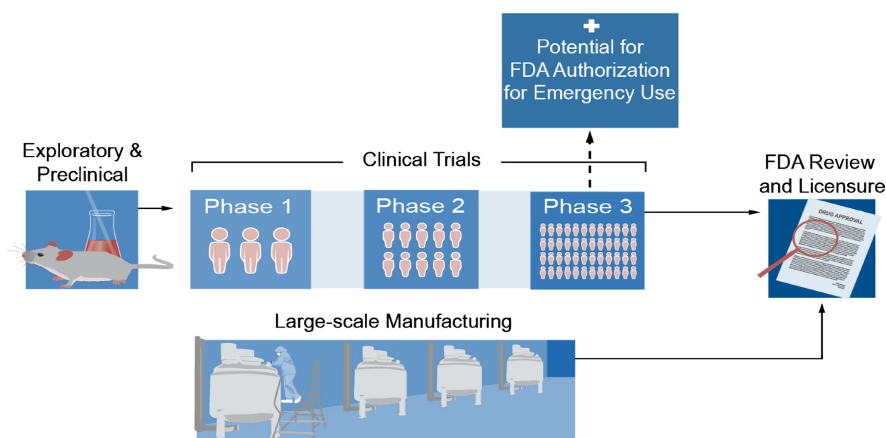 Potential for
FDA Authorization
for Emergency Use
Exploratory &
Preclinical
Clinical Trials
FDA Review
and Licensure
Phase 1
Phase 2
Phase 3
DRUG APPROVAL
Large-scale Manufacturing